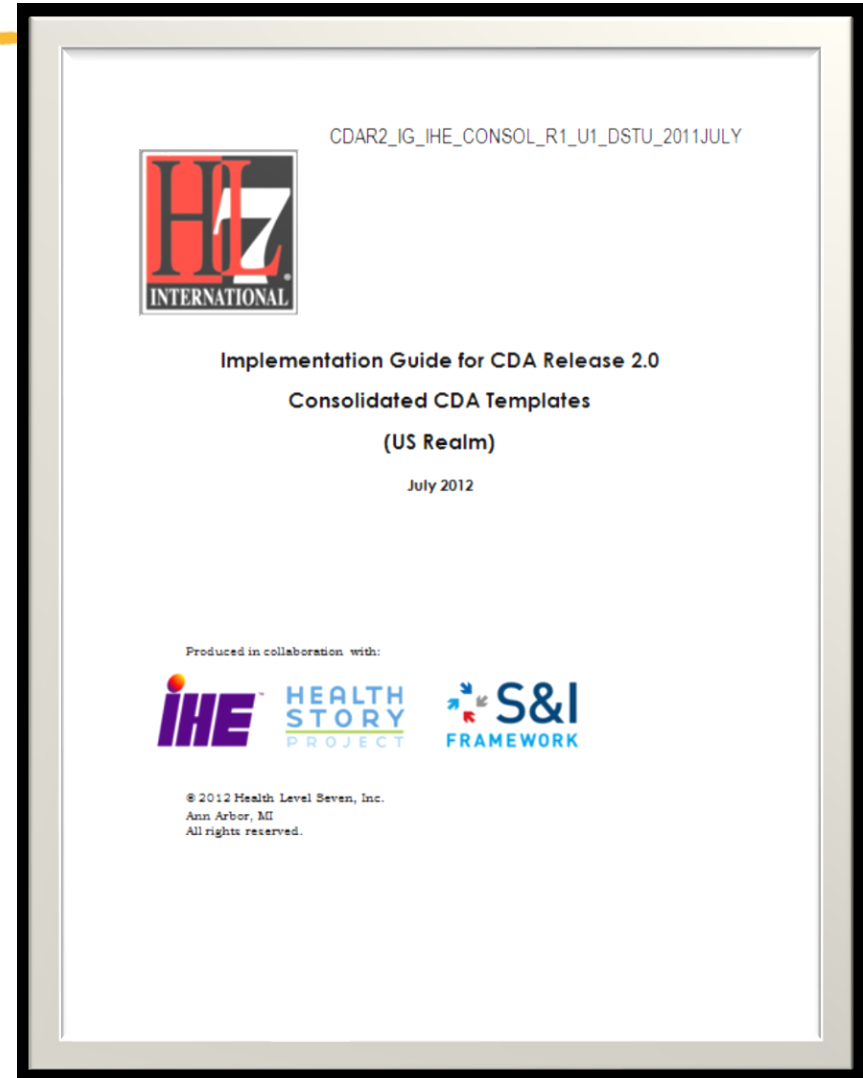 CDAR2_IG_IHE_CONSOL_R1_U1_DSTU_2011JULY
HL7
®
INTERNATIONAL
Implementation Guide for CDA Release 2.0
Consolidated CDA Templates
(US Realm)
July 2012
Produced in collaboration with:
IHE™
HEALTH
STORY
PROJECT
S&I
FRAMEWORK
© 2012 Health Level Seven, Inc.
Ann Arbor, MI
All rights reserved.